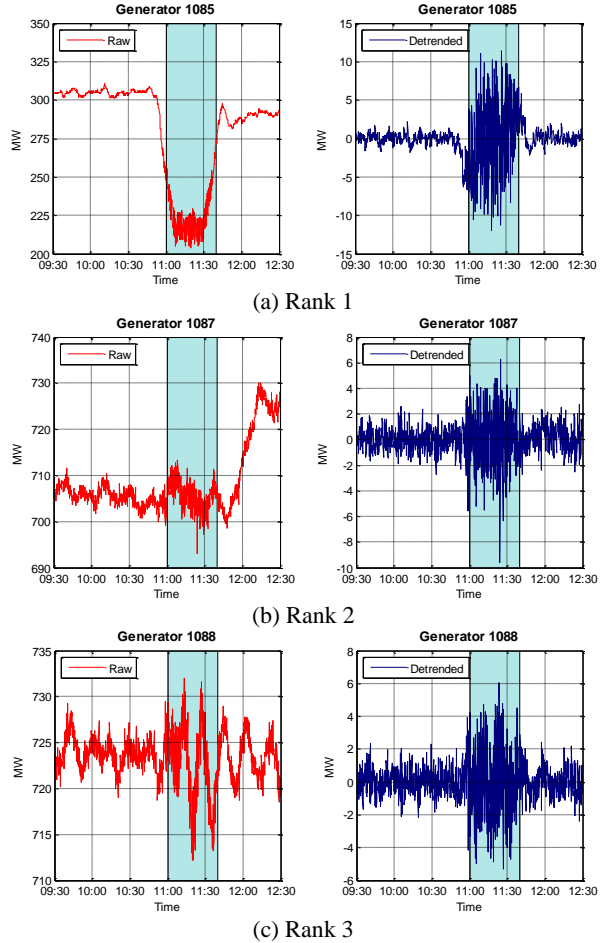 Generator 1085
350
325
300
275
250
225
200
MW
Raw
09:30 10:00 10:30 11:00 11:30 12:00 12:30
Time
Generator 1085
15
10
5
0
-5
-10
-15
MW
Detrended
09:30 10:00 10:30 11:00 11:30 12:00 12:30
Time
(a) Rank 1
Generator 1087
740
730
720
710
700
690
MW
Raw
09:30 10:00 10:30 11:00 11:30 12:00 12:30
Time
Generator 1087
8
6
4
2
0
-2
-4
-6
-8
-10
MW
Detrended
09:30 10:00 10:30 11:00 11:30 12:00 12:30
Time
(b) Rank 2
Generator 1088
735
730
725
720
715
710
MW
Raw
09:30 10:00 10:30 11:00 11:30 12:00 12:30
Time
Generator 1088
8
6
4
2
0
-2
-4
-6
MW
Detrended
09:30 10:00 10:30 11:00 11:30 12:00 12:30
Time
(c) Rank 3